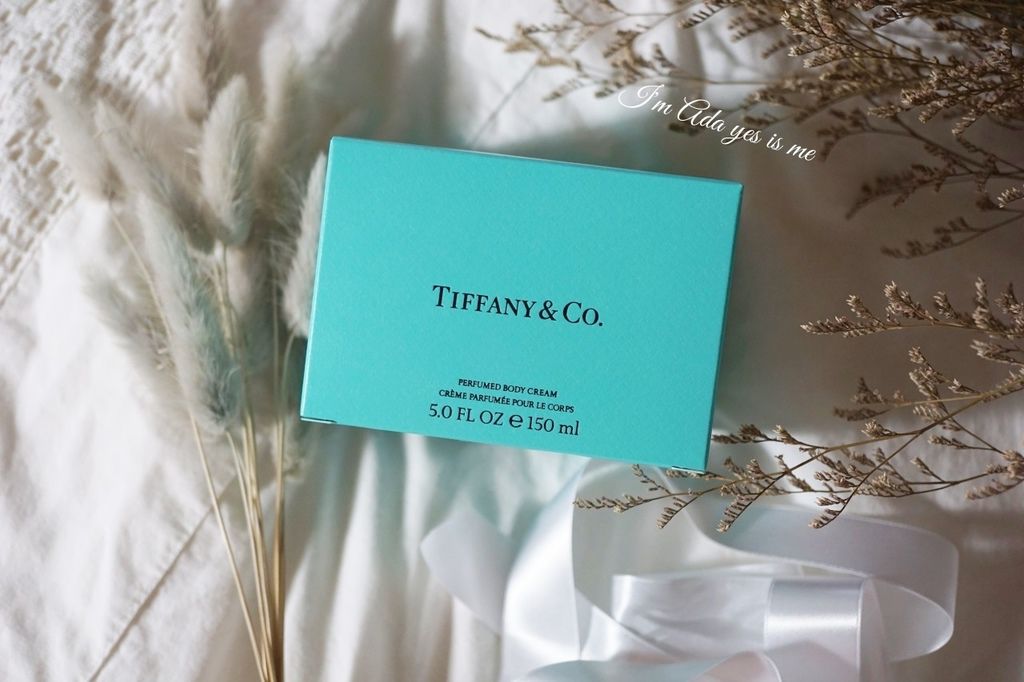 I'm Ada yes is me
TIFFANY & CO.
PERFUMED BODY CREAM
CRÈME PARFUMÉE POUR LE CORPS
5.0 FL OZ ℮ 150 ml